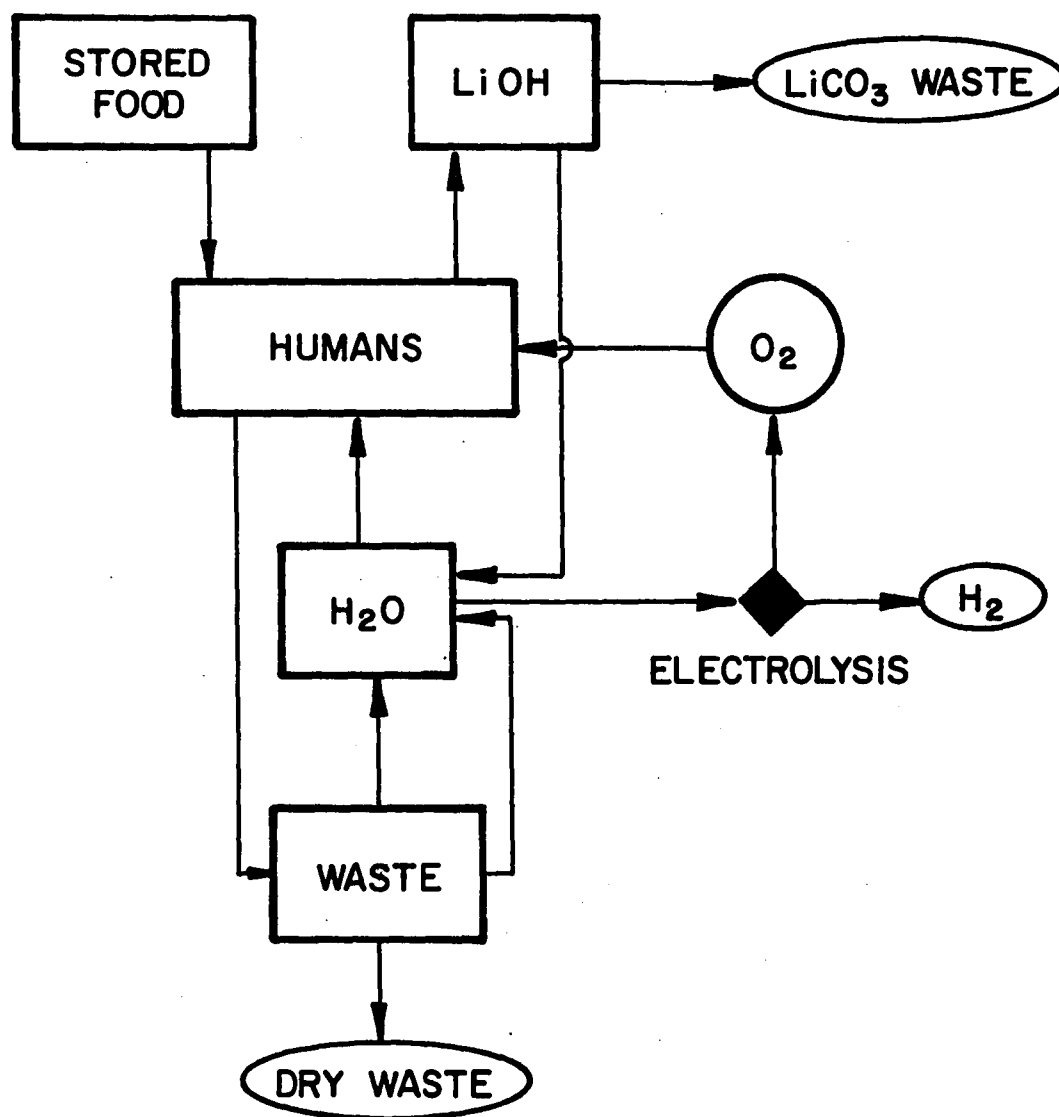 STORED
FOOD
LiOH
LiCO₃ WASTE
HUMANS
O₂
H₂O
H₂
ELECTROLYSIS
WASTE
DRY WASTE